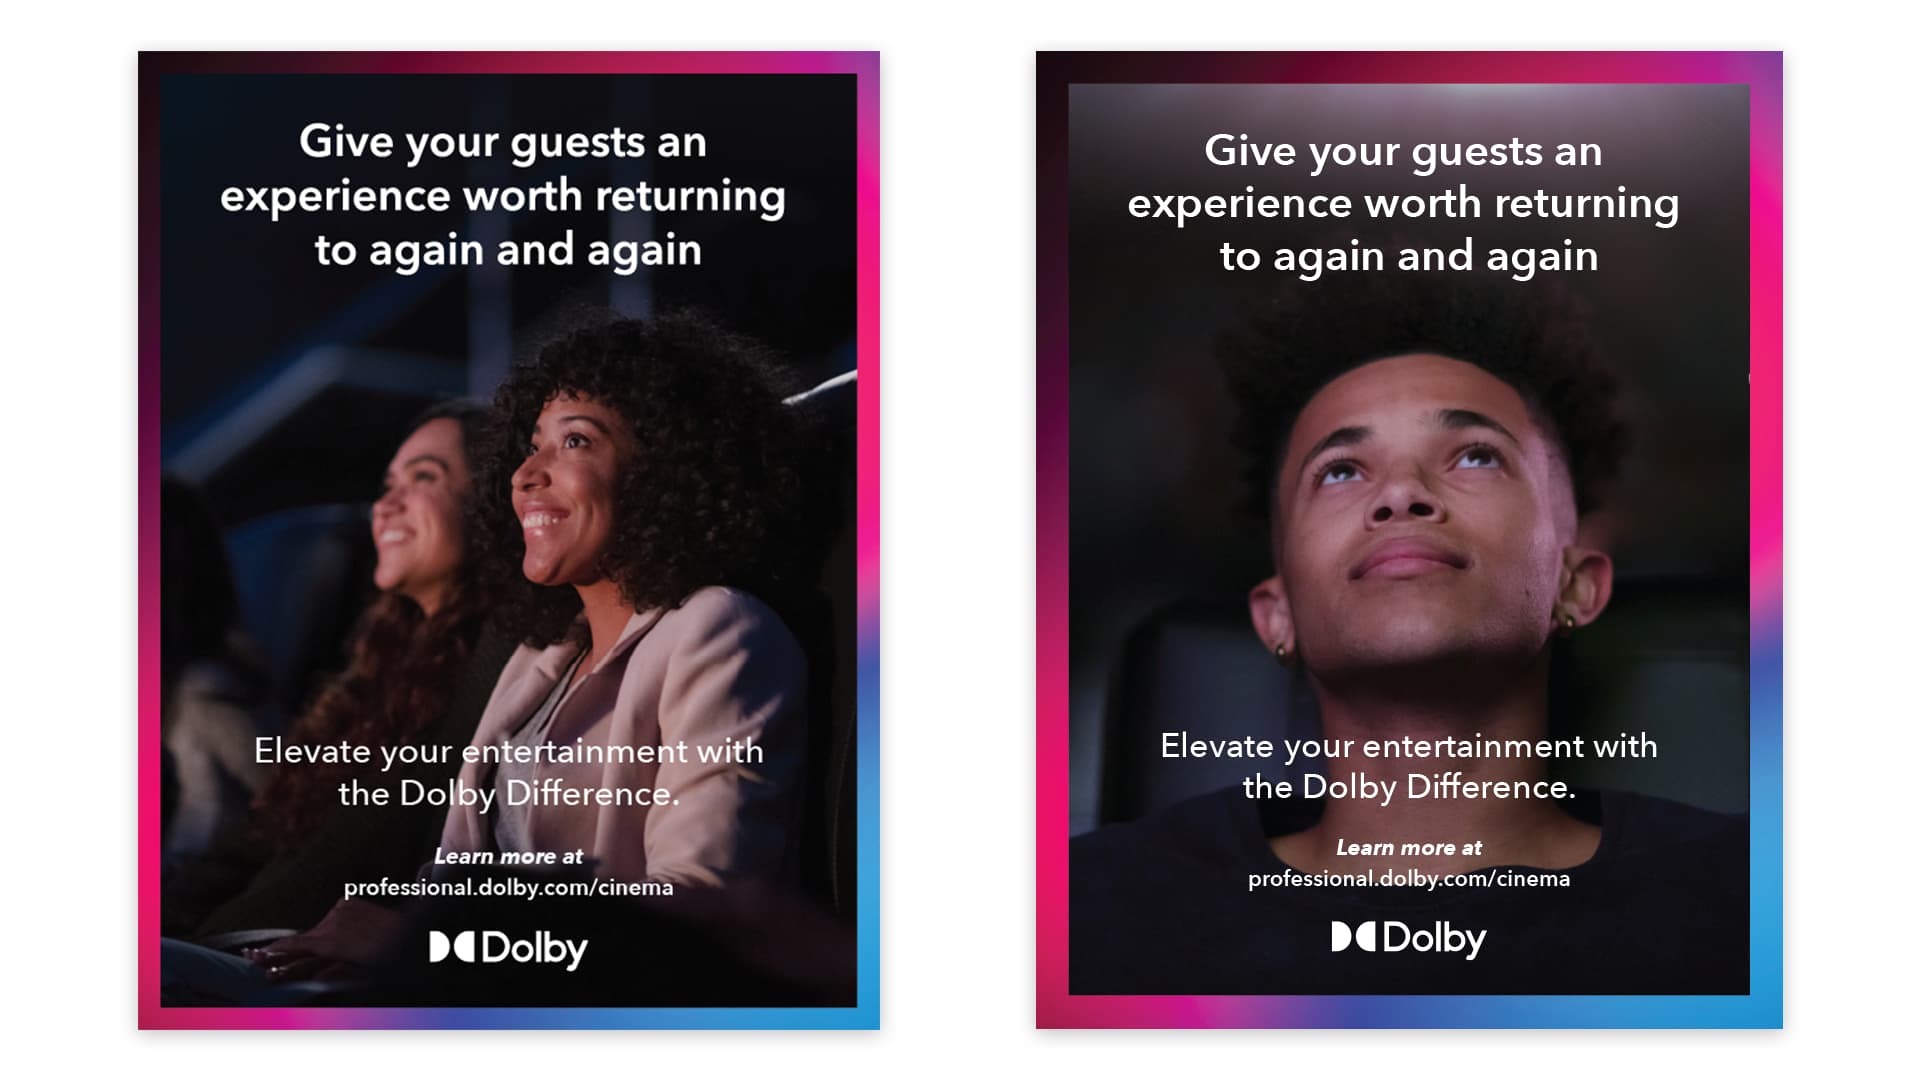 Give your guests an
experience worth returning
to again and again
Elevate your entertainment with
the Dolby Difference.
Learn more at
professional.dolby.com/cinema
Dolby
Give your guests an
experience worth returning
to again and again
Elevate your entertainment with
the Dolby Difference.
Learn more at
professional.dolby.com/cinema
Dolby